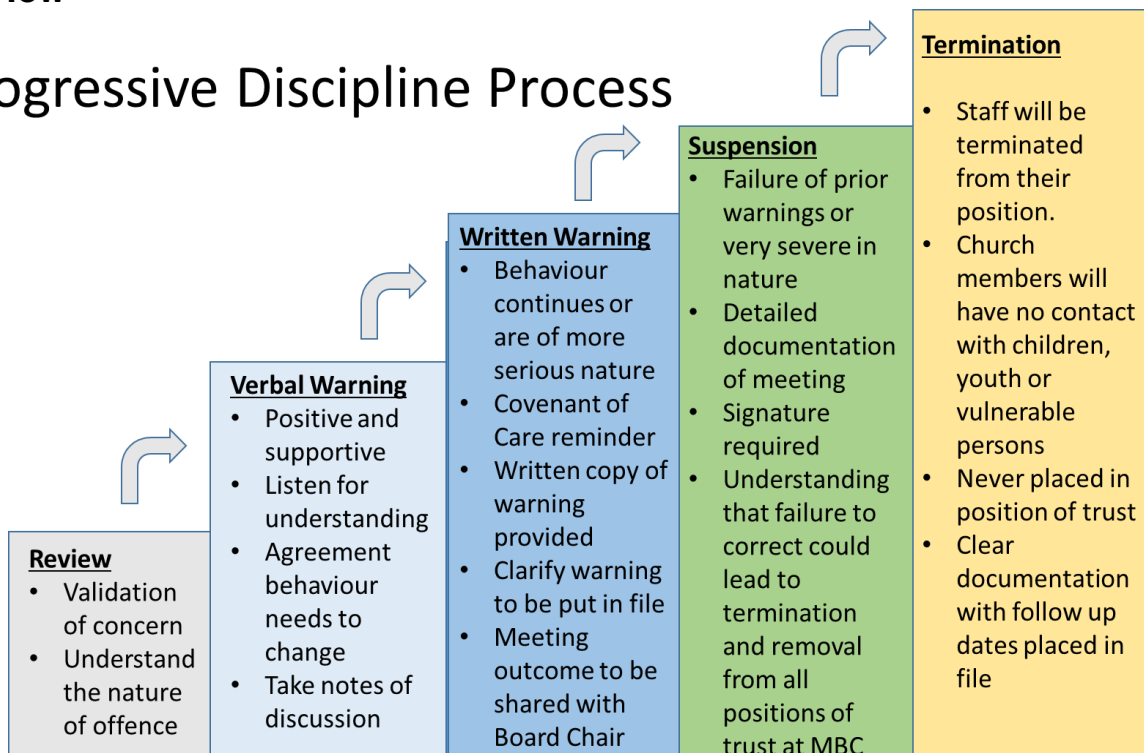 ogressive Discipline Process
Review
• Validation
of concern
• Understand
the nature
of offence
Verbal Warning
• Positive and
supportive
• Listen for
understanding
• Agreement
behaviour
needs to
change
• Take notes of
discussion
Written Warning
• Behaviour
continues or
are of more
serious nature
• Covenant of
Care reminder
• Written copy of
warning
provided
• Clarify warning
to be put in file
• Meeting
outcome to be
shared with
Board Chair
Suspension
• Failure of prior
warnings or
very severe in
nature
• Detailed
documentation
of meeting
• Signature
required
• Understanding
that failure to
correct could
lead to
termination
and removal
from all
positions of
trust at MBC
Termination
• Staff will be
terminated
from their
position.
• Church
members will
have no contact
with children,
youth or
vulnerable
persons
• Never placed in
position of trust
• Clear
documentation
with follow up
dates placed in
file